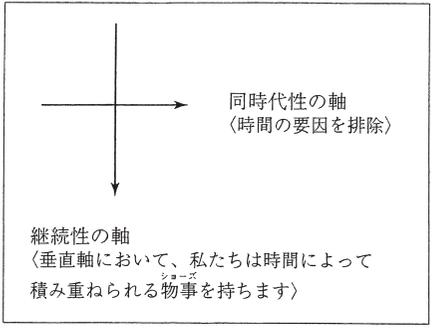 同時代性の軸
〈時間の要因を排除〉
継続性の軸
〈垂直軸において、私たちは時間によって
ショーズ
積み重ねられる物事を持ちます〉